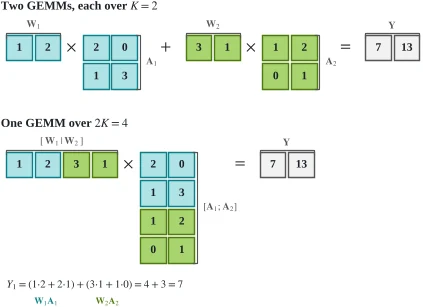 Two GEMMs, each over K = 2
W₁ W₂ Y
1 2 × 2 0 + 3 1 × 1 2 = 7 13
1 3 A₁ 0 1 A₂
One GEMM over 2K = 4
[ W₁ | W₂ ] Y
1 2 3 1 × 2 0 = 7 13
1 3
[A₁ ; A₂]
1 2
0 1
Y₁ = (1·2 + 2·1) + (3·1 + 1·0) = 4 + 3 = 7
W₁A₁ W₂A₂